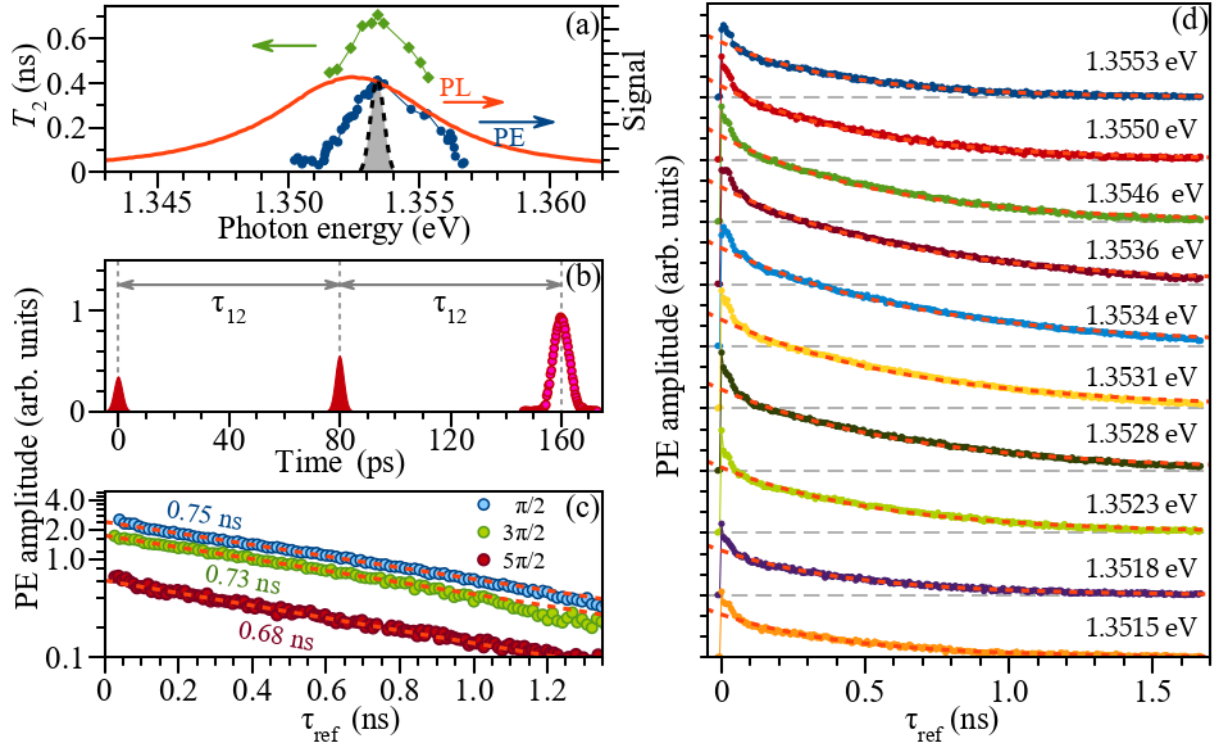 (a)
T₂ (ns)
0.6
0.4
0.2
0
PL
PE
Signal
1.345 1.350 1.355 1.360
Photon energy (eV)
(b)
τ₁₂ τ₁₂
1
0
0 40 80 120 160
Time (ps)
PE amplitude (arb. units)
(c)
4.0
2.0
1.0
0.1
0.75 ns
0.73 ns
0.68 ns
π/2
3π/2
5π/2
0 0.2 0.4 0.6 0.8 1.0 1.2
τref (ns)
(d)
PE amplitude (arb. units)
1.3553 eV
1.3550 eV
1.3546 eV
1.3536 eV
1.3534 eV
1.3531 eV
1.3528 eV
1.3523 eV
1.3518 eV
1.3515 eV
0 0.5 1.0 1.5
τref (ns)